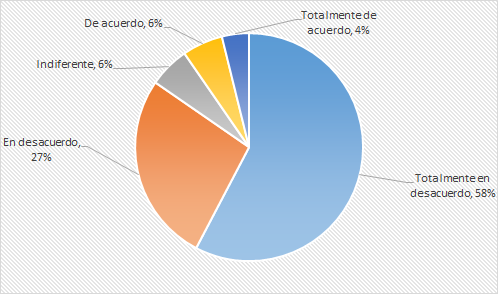 Totalmente de
acuerdo, 4%
De acuerdo, 6%
Indiferente, 6%
En desacuerdo,
27%
Totalmente en
desacuerdo, 58%